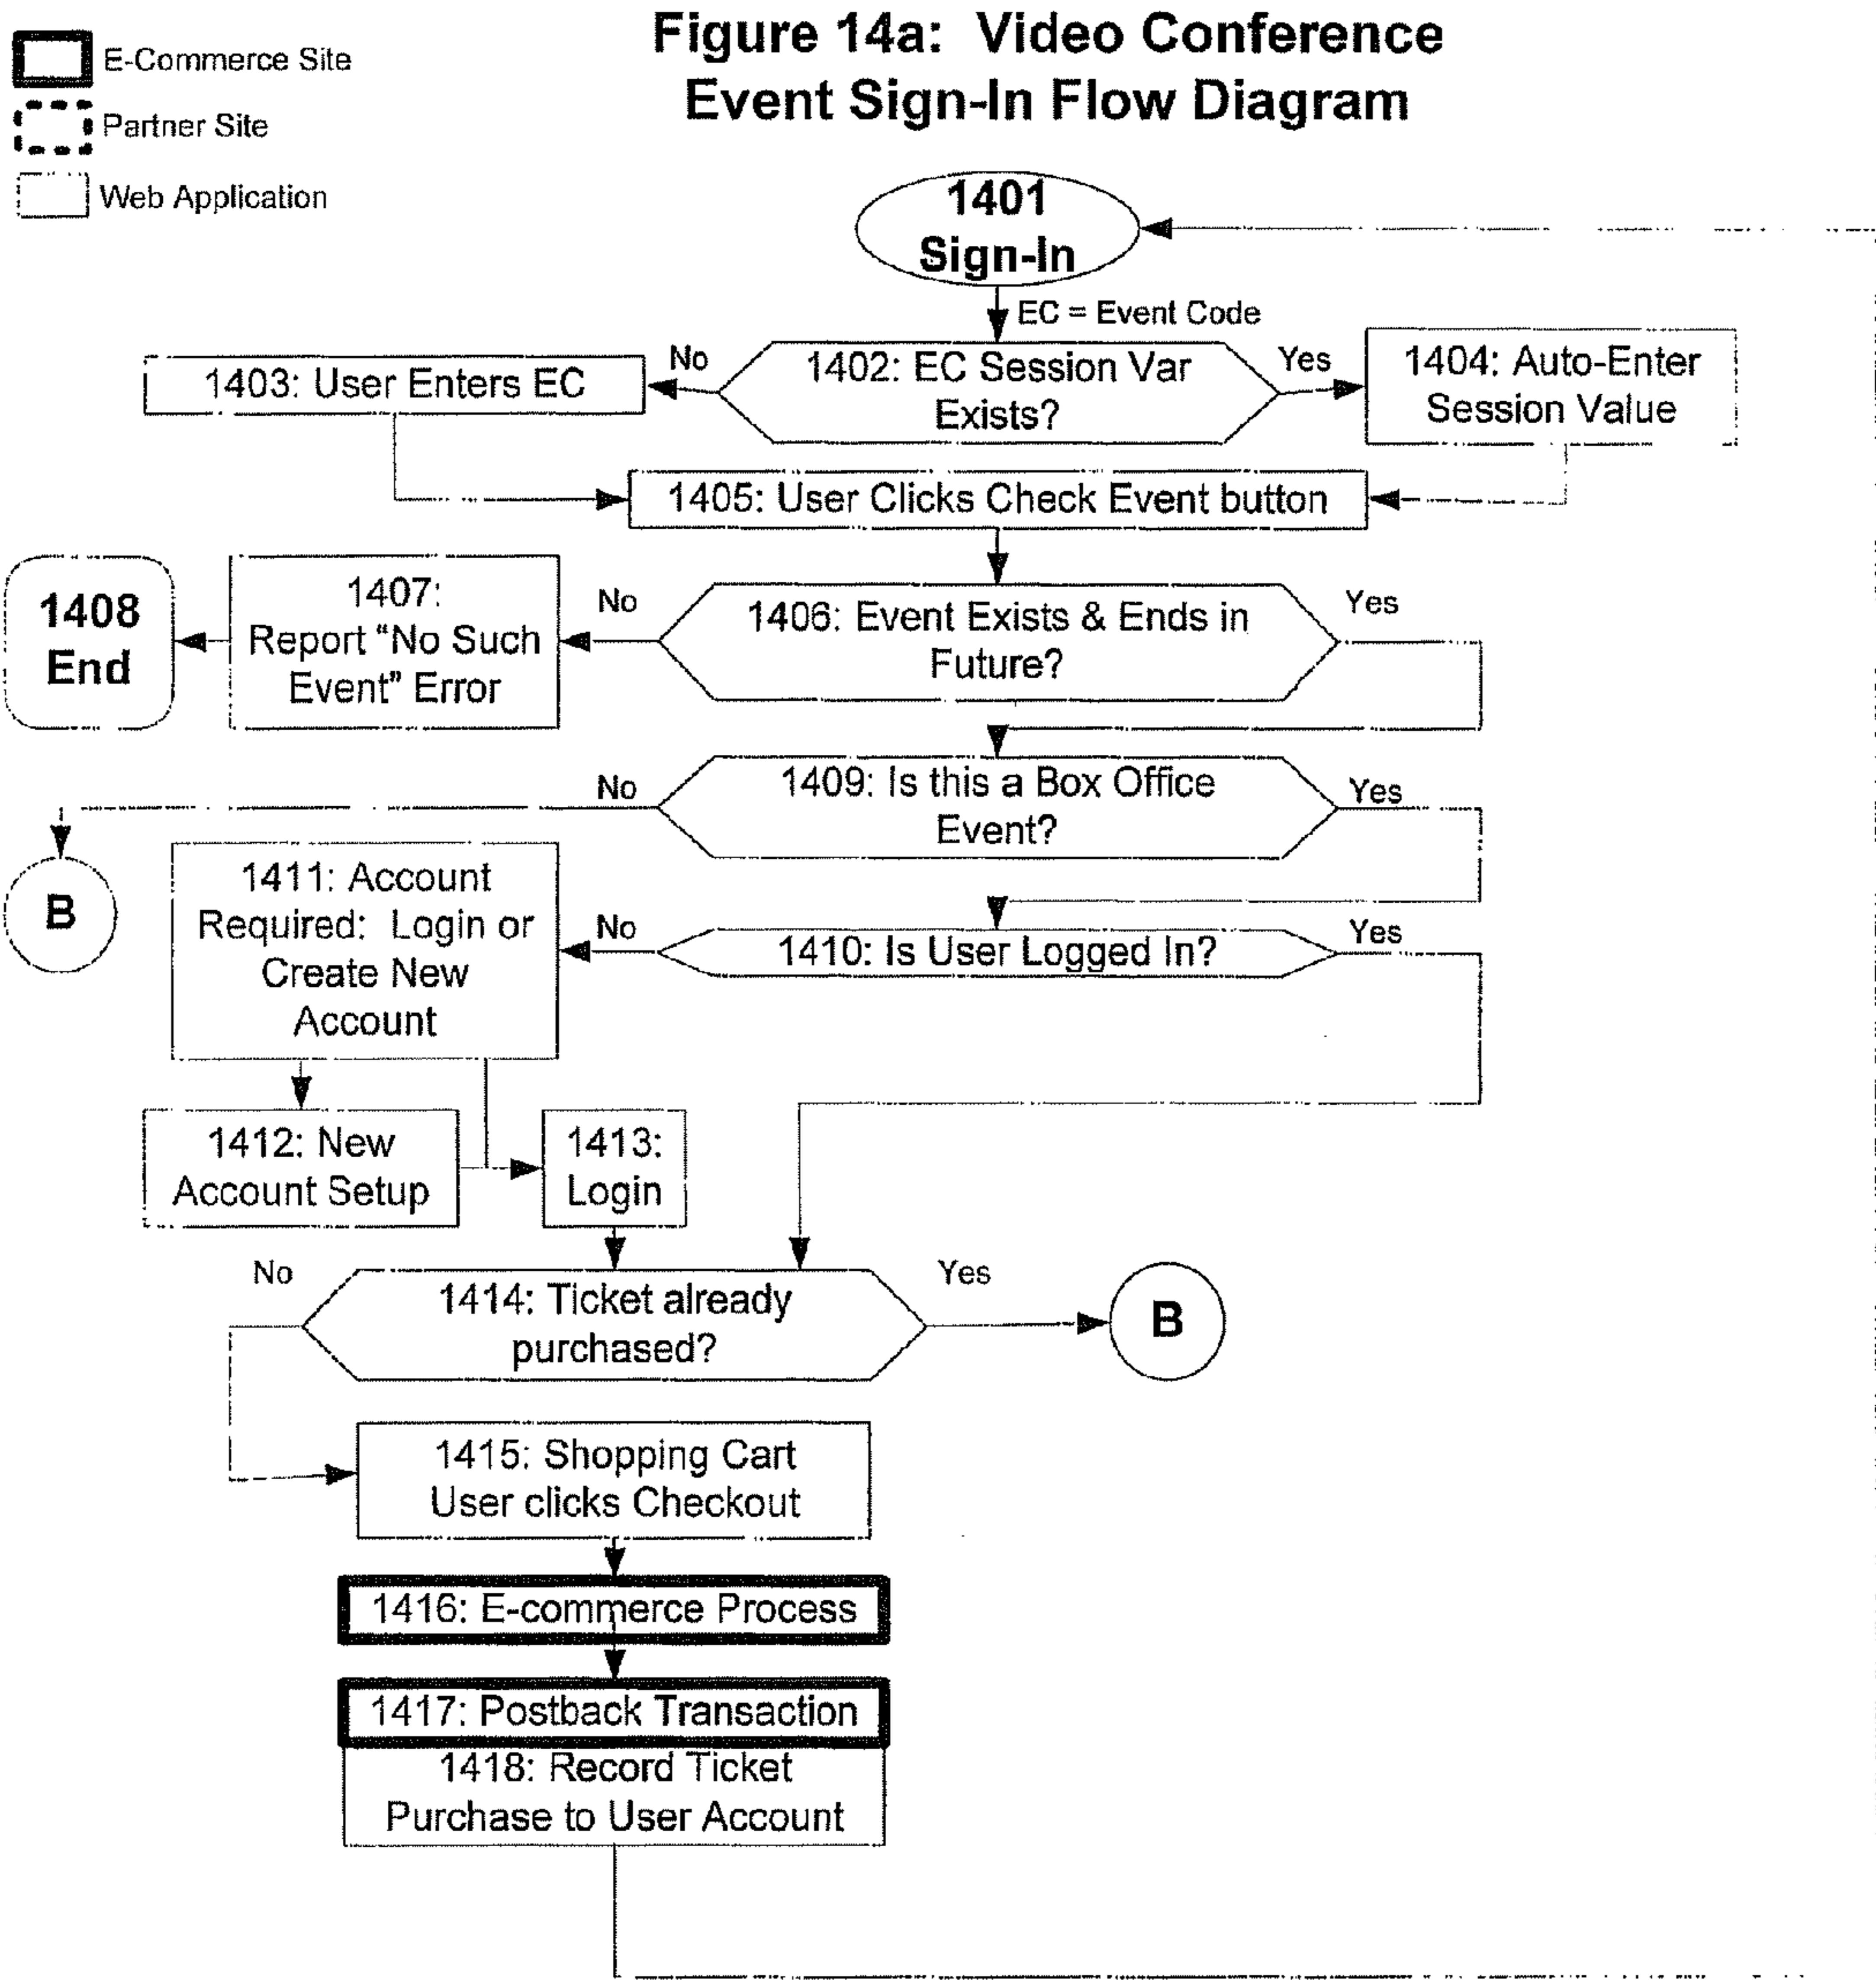 Figure 14a:  Video Conference
Event Sign-In Flow Diagram
E-Commerce Site
Partner Site
Web Application
1401
Sign-In
EC = Event Code
No
1402: EC Session Var
Exists?
Yes
1403: User Enters EC
1404: Auto-Enter
Session Value
1405: User Clicks Check Event button
1408
End
1407:
Report “No Such
Event” Error
No
1406: Event Exists & Ends in
Future?
Yes
No
1409: Is this a Box Office
Event?
Yes
B
1411: Account
Required:  Login or
Create New
Account
No
1410: Is User Logged In?
Yes
1412: New
Account Setup
1413:
Login
No
1414: Ticket already
purchased?
Yes
B
1415: Shopping Cart
User clicks Checkout
1416: E-commerce Process
1417: Postback Transaction
1418: Record Ticket
Purchase to User Account